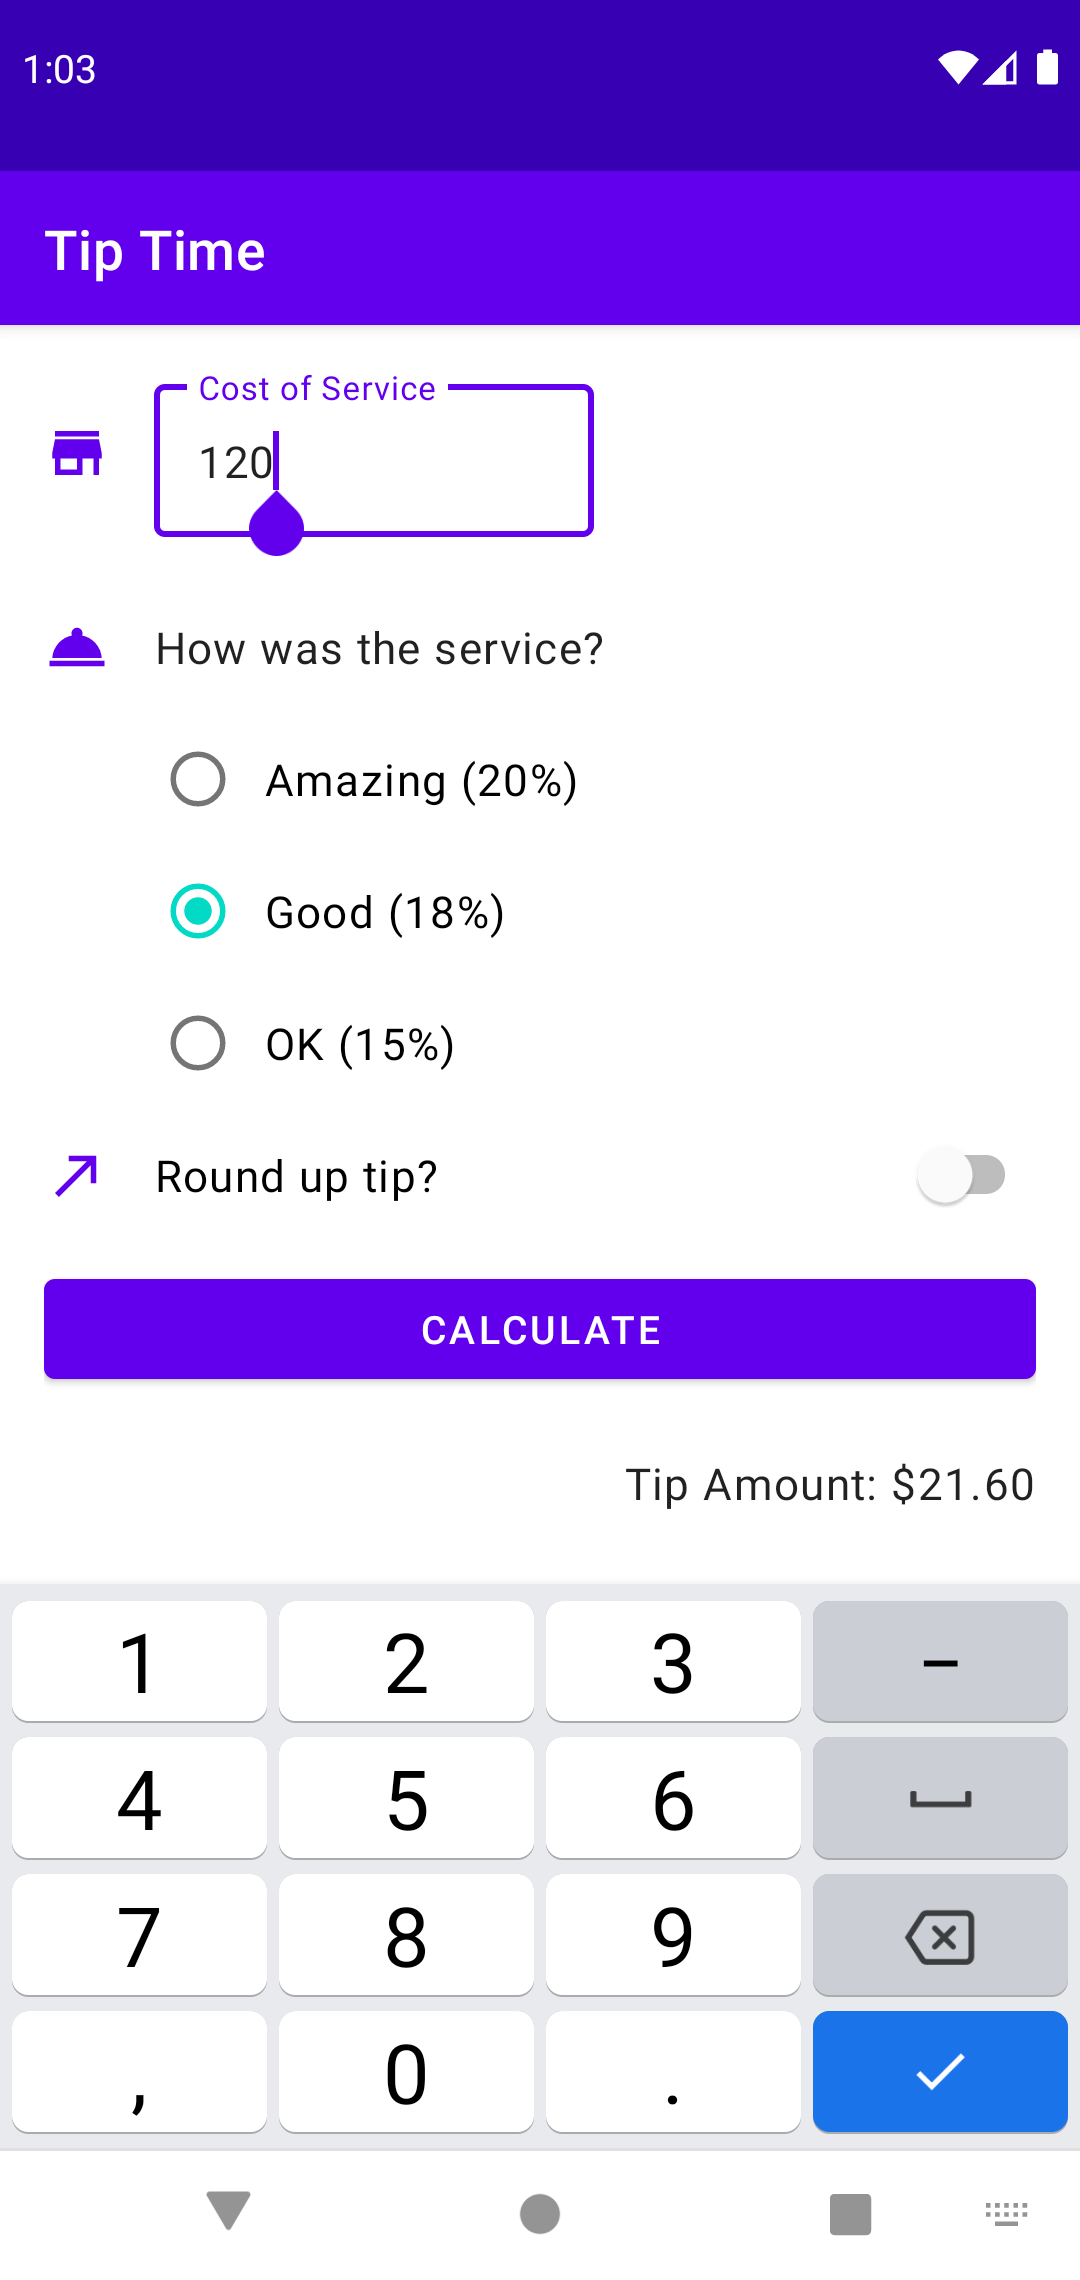 1:03
Tip Time
Cost of Service
120
How was the service?
Amazing (20%)
Good (18%)
OK (15%)
Round up tip?
CALCULATE
Tip Amount: $21.60
1 2 3 –
4 5 6
7 8 9
, 0 .